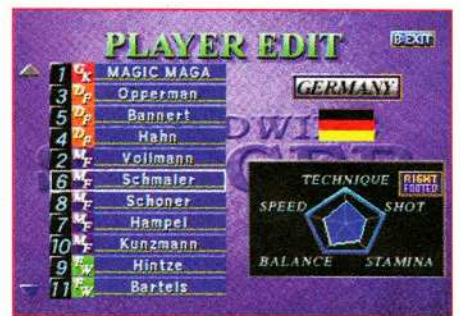 PLAYER EDIT
B-EXIT
1 GK MAGIC MAGA
3 DF Opperman
5 DF Bannert
4 DF Hahn
2 MF Vollmann
6 MF Schmaler
8 MF Schoner
7 MF Hampel
10 MF Kunzmann
9 FW Hintze
11 FW Bartels
GERMANY
RIGHT
FOOTED
TECHNIQUE
SPEED
SHOT
BALANCE
STAMINA